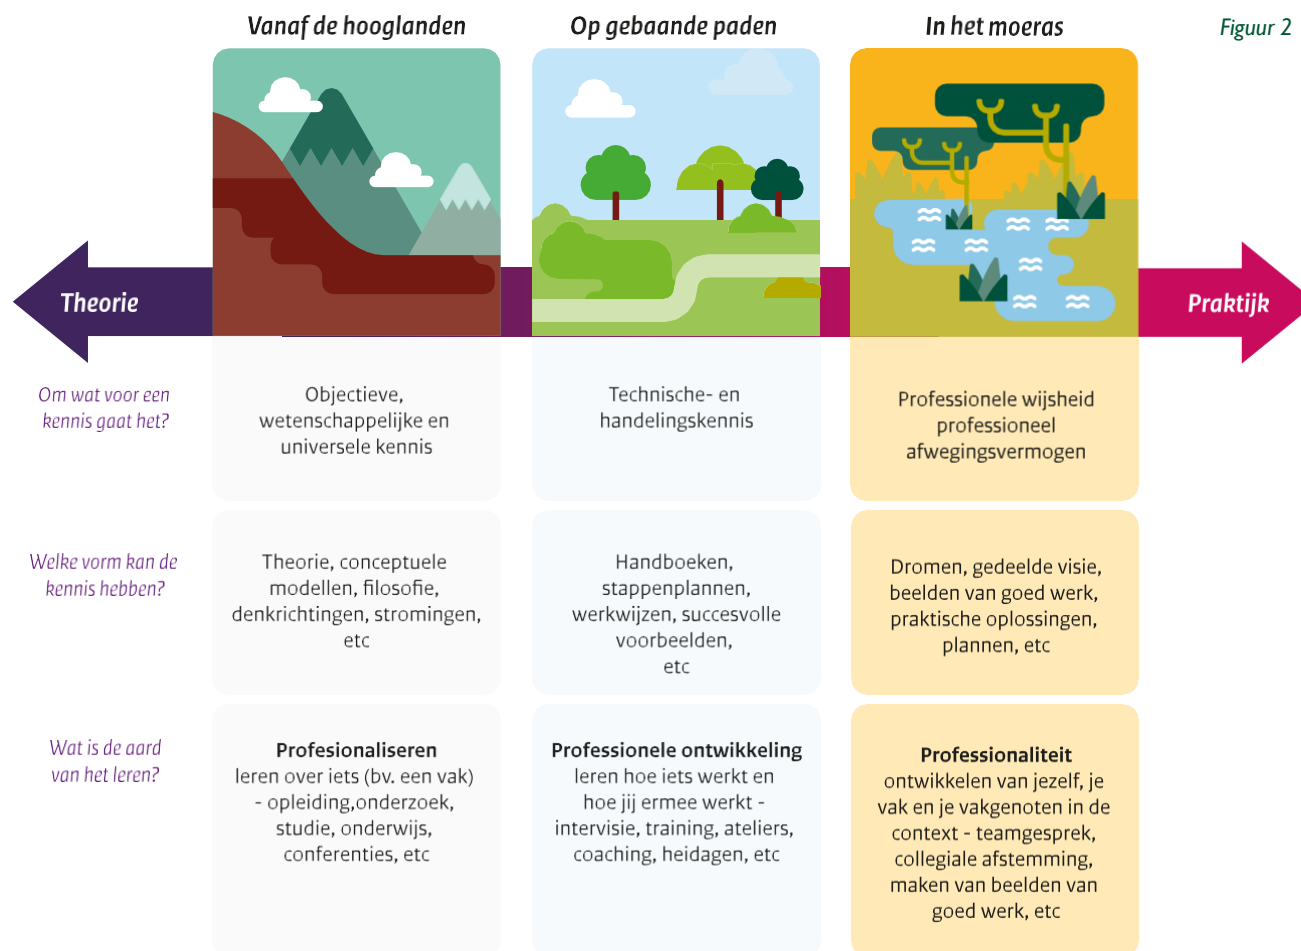 Vanaf de hooglanden
Op gebaande paden
In het moeras
Figuur 2
Theorie
Praktijk
Om wat voor een
kennis gaat het?
Objectieve,
wetenschappelijke en
universele kennis
Technische- en
handelingskennis
Professionele wijsheid
professioneel
afwegingsvermogen
Welke vorm kan de
kennis hebben?
Theorie, conceptuele
modellen, filosofie,
denkrichtingen, stromingen,
etc
Handboeken,
stappenplannen,
werkwijzen, succesvolle
voorbeelden,
etc
Dromen, gedeelde visie,
beelden van goed werk,
praktische oplossingen,
plannen, etc
Wat is de aard
van het leren?
Profesionaliseren
leren over iets (bv. een vak)
- opleiding,onderzoek,
studie, onderwijs,
conferenties, etc
Professionele ontwikkeling
leren hoe iets werkt en
hoe jij ermee werkt -
intervisie, training, ateliers,
coaching, heidagen, etc
Professionaliteit
ontwikkelen van jezelf, je
vak en je vakgenoten in de
context - teamgesprek,
collegiale afstemming,
maken van beelden van
goed werk, etc